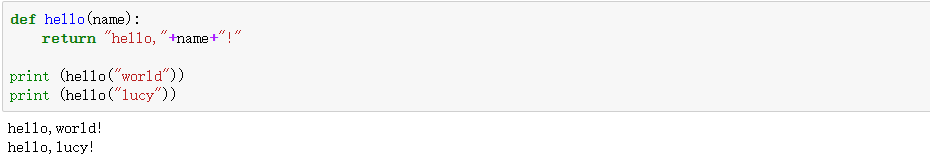 def hello(name):
    return "hello,"+name+"!"

print (hello("world"))
print (hello("lucy"))
hello,world!
hello,lucy!